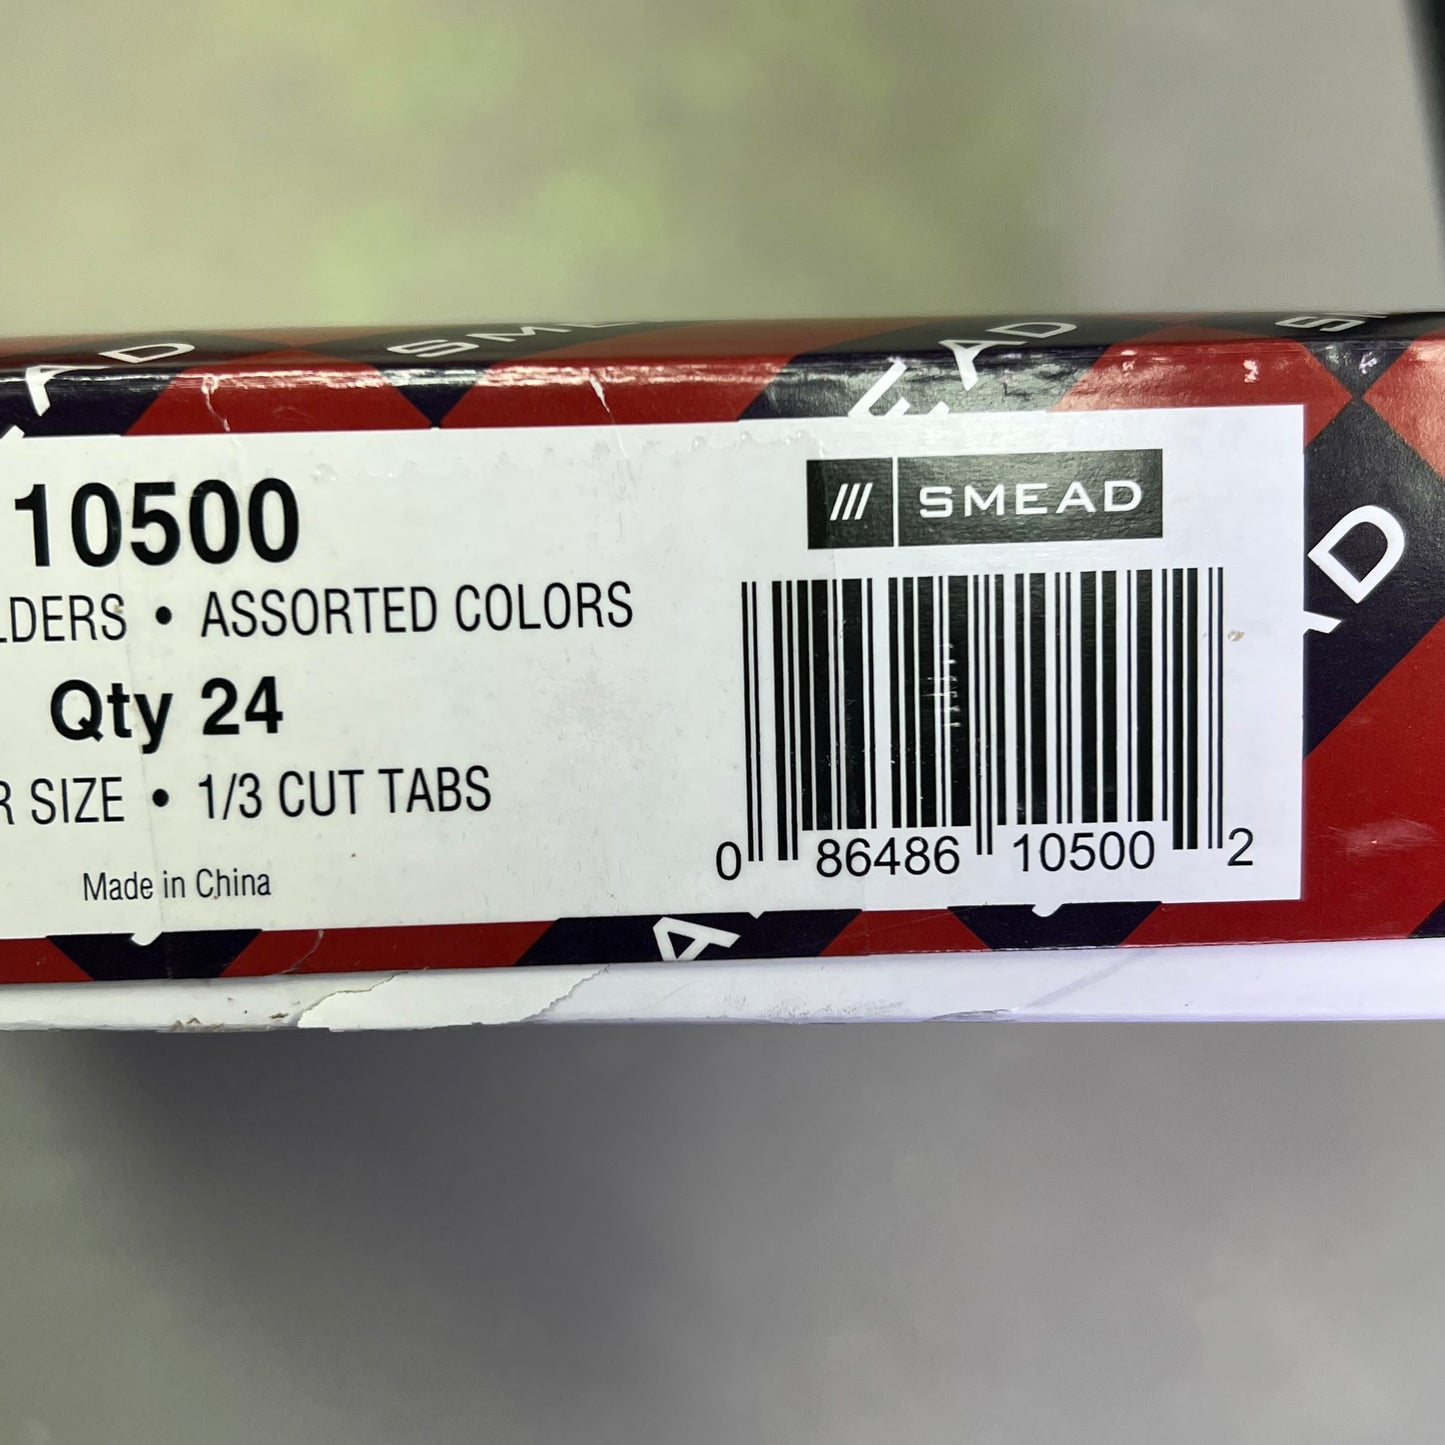 SMEAD
10500
LDERS • ASSORTED COLORS
Qty 24
R SIZE • 1/3 CUT TABS
Made in China
0 86486 10500 2